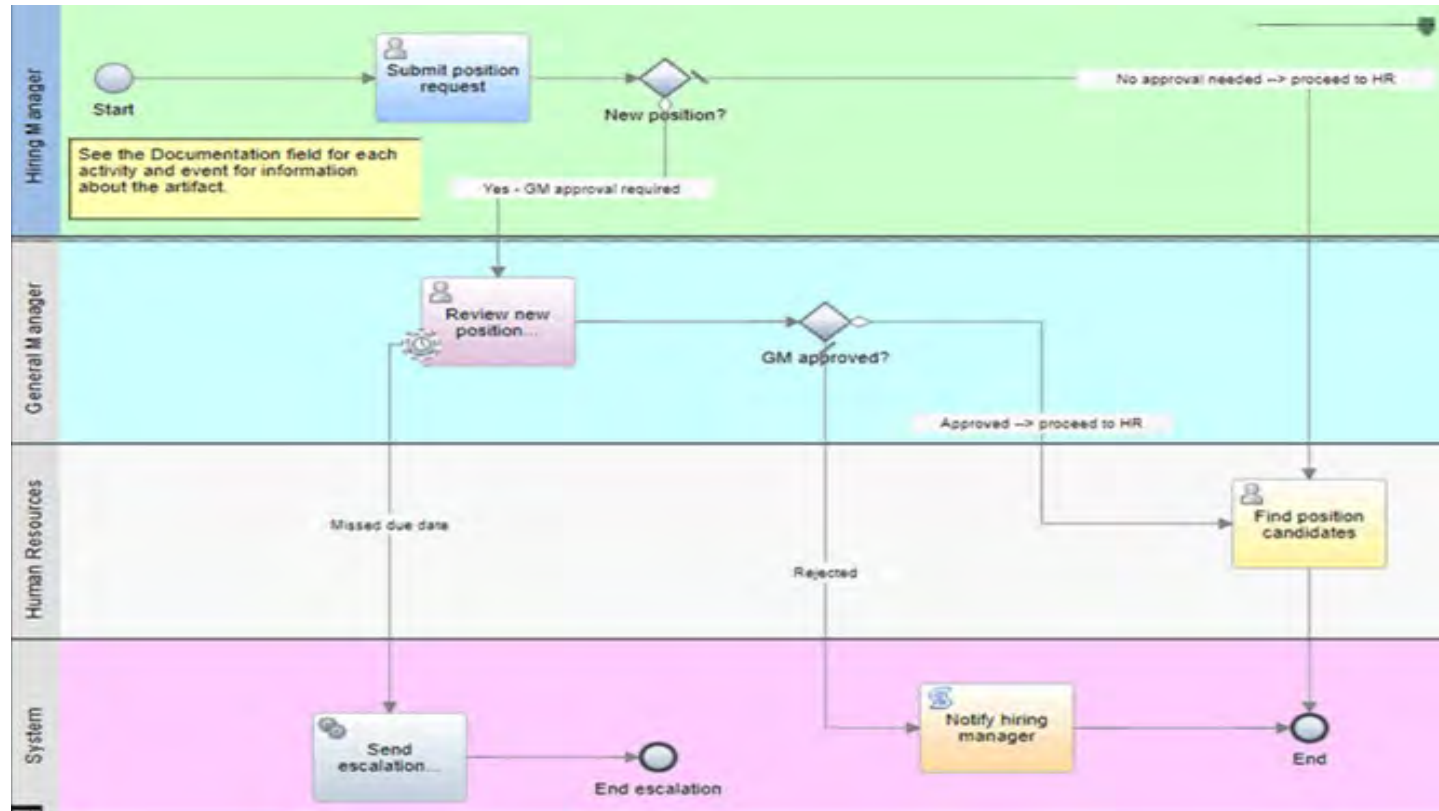 Hiring Manager
Submit position
request
Start
New position?
No approval needed --> proceed to HR
See the Documentation field for each
activity and event for information
about the artifact.
Yes - GM approval required
General Manager
Review new
position...
GM approved?
Approved --> proceed to HR
Human Resources
Missed due date
Find position
candidates
Rejected
System
Send
escalation...
End escalation
Notify hiring
manager
End